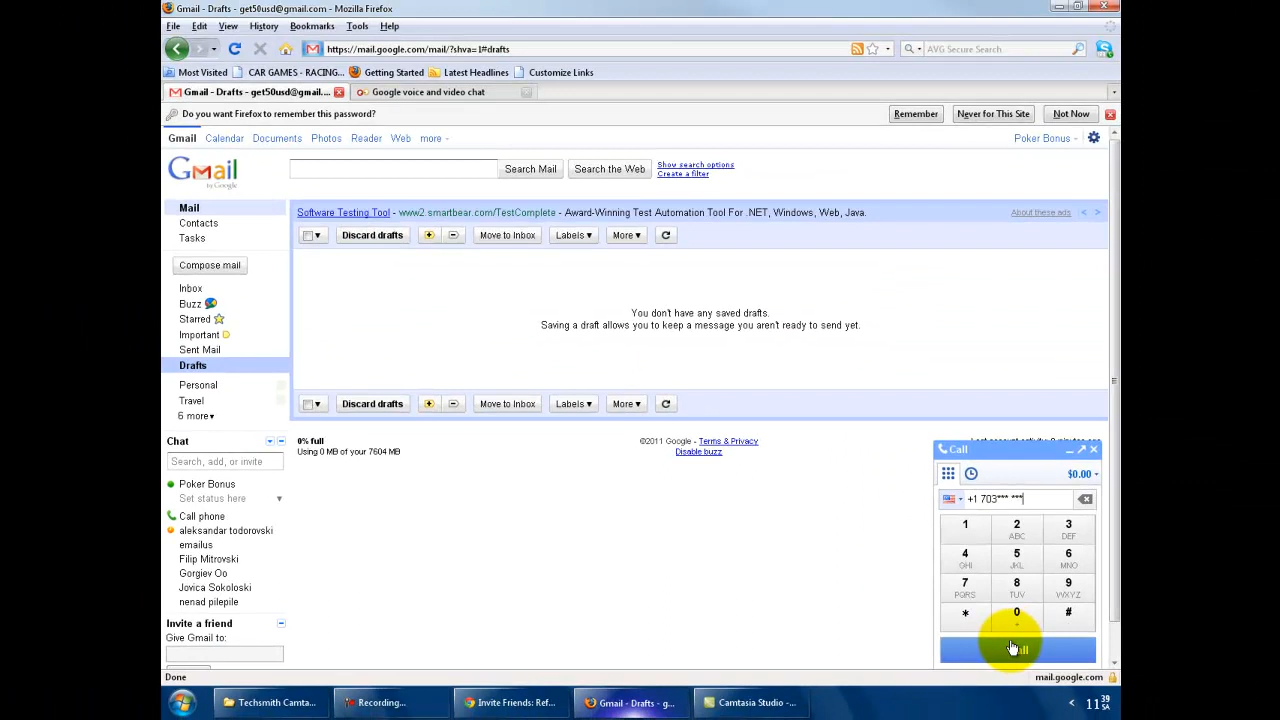 Gmail - Drafts - get50usd@gmail.com - Mozilla Firefox
File Edit View History Bookmarks Tools Help
https://mail.google.com/mail/?shva=1#drafts
AVG Secure Search
Most Visited CAR GAMES - RACING,... Getting Started Latest Headlines Customize Links
Gmail - Drafts - get50usd@gmail.... Google voice and video chat
Do you want Firefox to remember this password? Remember Never for This Site Not Now
Gmail Calendar Documents Photos Reader Web more
Poker Bonus
Gmail
by Google
Search Mail Search the Web
Show search options
Create a filter
Mail
Contacts
Tasks
Compose mail
Inbox
Buzz
Starred
Important
Sent Mail
Drafts
Personal
Travel
6 more
Chat
Search, add, or invite
Poker Bonus
Set status here
Call phone
aleksandar todorovski
emailus
Filip Mitrovski
Gorgiev Oo
Jovica Sokoloski
nenad pilepile
Invite a friend
Give Gmail to:
Software Testing Tool - www2.smartbear.com/TestComplete - Award-Winning Test Automation Tool For .NET, Windows, Web, Java.
About these ads < >
Discard drafts Move to Inbox Labels More
You don't have any saved drafts.
Saving a draft allows you to keep a message you aren't ready to send yet.
Discard drafts Move to Inbox Labels More
0% full
Using 0 MB of your 7604 MB
©2011 Google - Terms & Privacy
Disable buzz
Call
$0.00
+1 703*** ***
1 2 3
ABC DEF
4 5 6
GHI JKL MNO
7 8 9
PQRS TUV WXYZ
* 0 #
+
Done
mail.google.com
Techsmith Camta... Recording... Invite Friends: Ref... Gmail - Drafts - g... Camtasia Studio -...